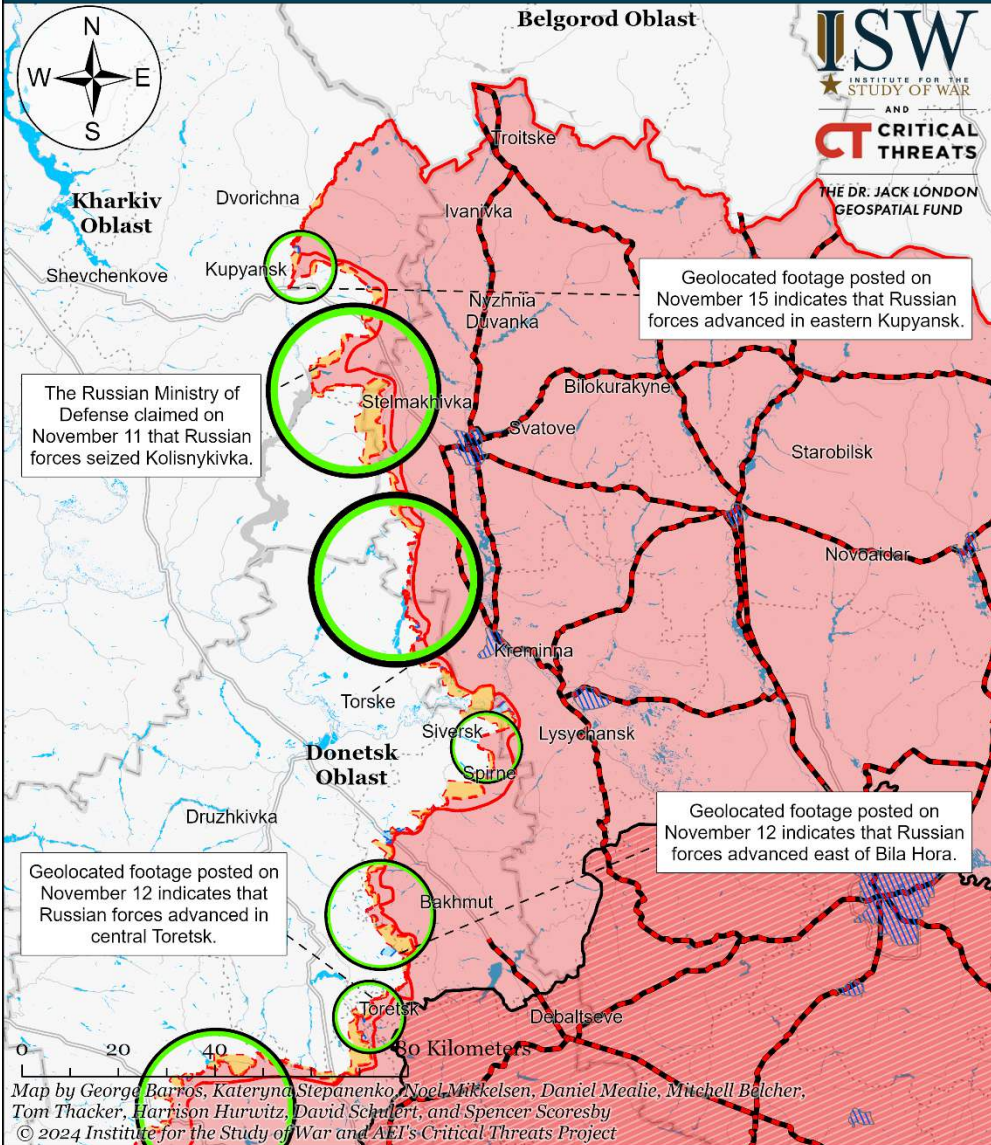 Belgorod Oblast
N
W E
S
ISW
INSTITUTE FOR THE
STUDY OF WAR
AND
CT CRITICAL
THREATS
THE DR. JACK LONDON
GEOSPATIAL FUND
Troitske
Kharkiv
Oblast
Dvorichna
Ivanivka
Shevchenkove
Kupyansk
Geolocated footage posted on
November 15 indicates that Russian
forces advanced in eastern Kupyansk.
Nyzhnia
Duvanka
The Russian Ministry of
Defense claimed on
November 11 that Russian
forces seized Kolisnykivka.
Stelmakhivka
Bilokurakyne
Svatove
Starobilsk
Novoaidar
Kreminna
Torske
Siversk
Lysychansk
Donetsk
Oblast
Spirne
Druzhkivka
Geolocated footage posted on
November 12 indicates that Russian
forces advanced east of Bila Hora.
Geolocated footage posted on
November 12 indicates that
Russian forces advanced in
central Toretsk.
Bakhmut
Toretsk
Debaltseve
0 20 40 80 Kilometers
Map by George Barros, Kateryna Stepanenko, Noel Mikkelsen, Daniel Mealie, Mitchell Belcher,
Tom Thacker, Harrison Hurwitz, David Schulert, and Spencer Scoresby
© 2024 Institute for the Study of War and AEI's Critical Threats Project